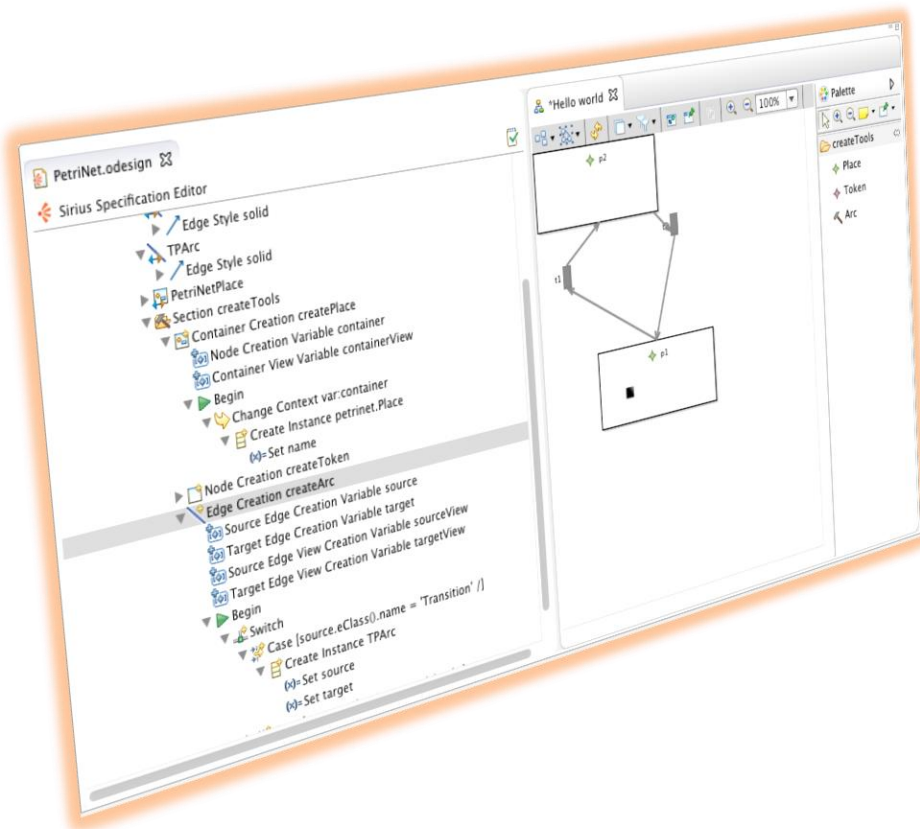 PetriNet.odesign
Sirius Specification Editor
Edge Style solid
TPArc
Edge Style solid
PetriNetPlace
Section createTools
Container Creation createPlace
Node Creation Variable container
Container View Variable containerView
Begin
Change Context var:container
Create Instance petrinet.Place
(x)= Set name
Node Creation createToken
Edge Creation createArc
Source Edge Creation Variable source
Target Edge Creation Variable target
Source Edge View Creation Variable sourceView
Target Edge View Creation Variable targetView
Begin
Switch
Case [source.eClass().name = 'Transition' /]
Create Instance TPArc
(x)= Set source
(x)= Set target
*Hello world
100%
p2
t1
p1
Palette
createTools
Place
Token
Arc